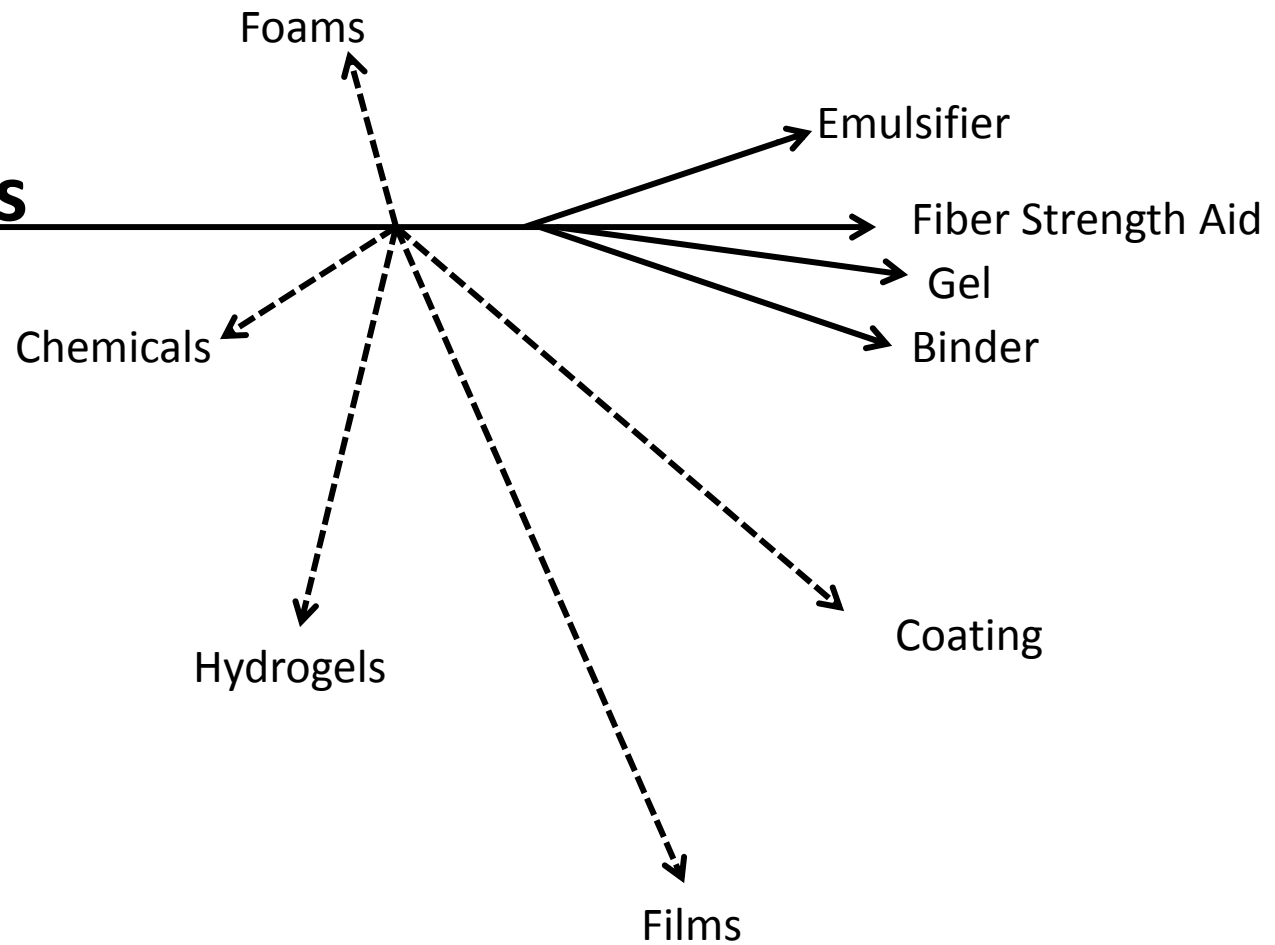 Foams
Emulsifier
s
Fiber Strength Aid
Gel
Chemicals
Binder
Coating
Hydrogels
Films